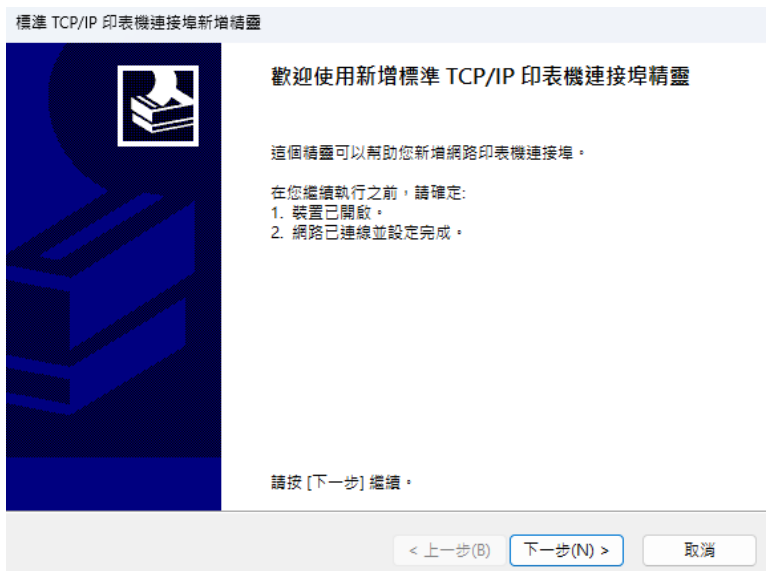 標準 TCP/IP 印表機連接埠新增精靈
歡迎使用新增標準 TCP/IP 印表機連接埠精靈
這個精靈可以幫助您新增網路印表機連接埠。
在您繼續執行之前，請確定:
1. 裝置已開啟。
2. 網路已連線並設定完成。
請按 [下一步] 繼續。
< 上一步(B)
下一步(N) >
取消